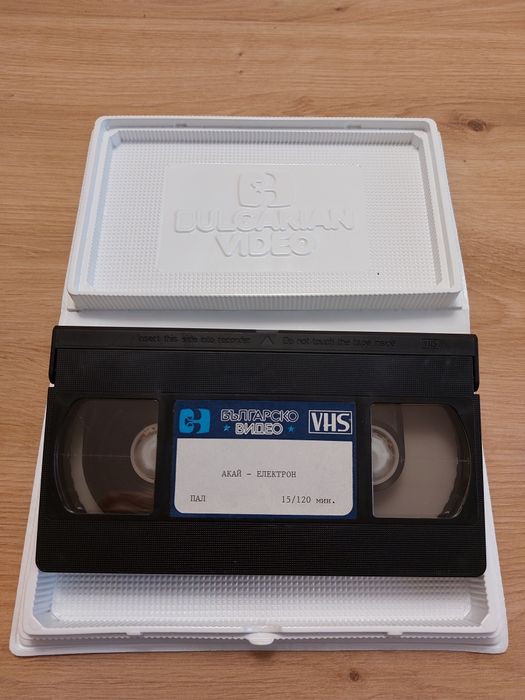 BULGARIAN
VIDEO
Insert this side into recorder Do not touch the tape inside
БЪЛГАРСКО
ВИДЕО
VHS
АКАЙ – ЕЛЕКТРОН
ПАЛ 15/120 мин.